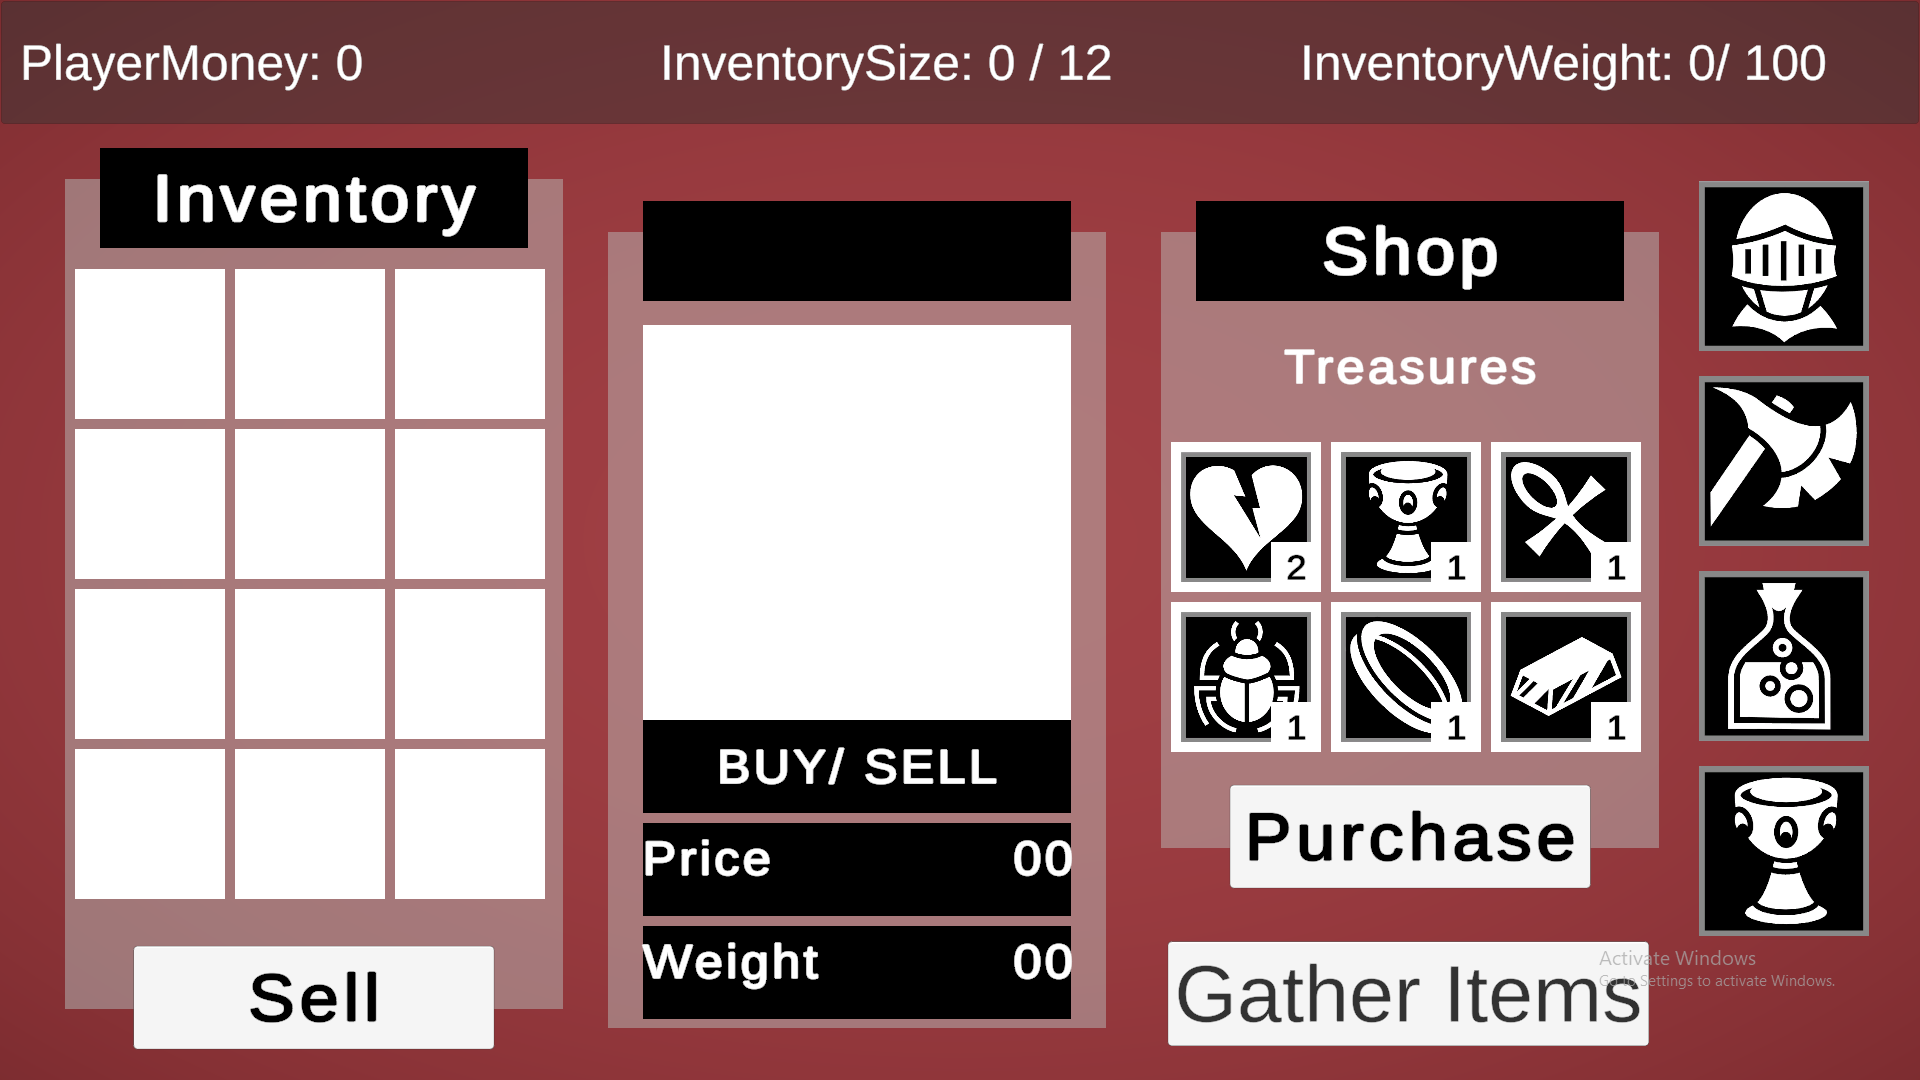 PlayerMoney: 0
InventorySize: 0 / 12
InventoryWeight: 0/ 100
Inventory
Sell
BUY/ SELL
Price 00
Weight 00
Shop
Treasures
2 1 1
1 1 1
Purchase
Gather Items
Activate Windows
Go to Settings to activate Windows.